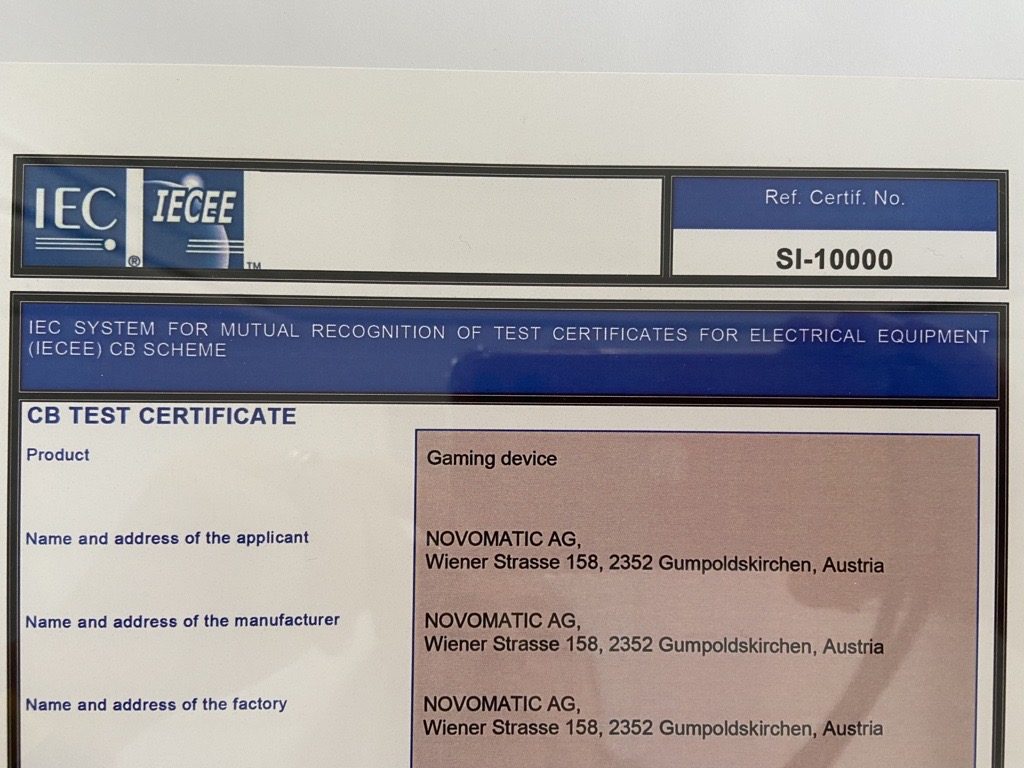 IEC
®
IECEE
TM
Ref. Certif. No.
SI-10000
IEC SYSTEM FOR MUTUAL RECOGNITION OF TEST CERTIFICATES FOR ELECTRICAL EQUIPMENT
(IECEE) CB SCHEME
CB TEST CERTIFICATE
Product
Gaming device
Name and address of the applicant
NOVOMATIC AG,
Wiener Strasse 158, 2352 Gumpoldskirchen, Austria
Name and address of the manufacturer
NOVOMATIC AG,
Wiener Strasse 158, 2352 Gumpoldskirchen, Austria
Name and address of the factory
NOVOMATIC AG,
Wiener Strasse 158, 2352 Gumpoldskirchen, Austria